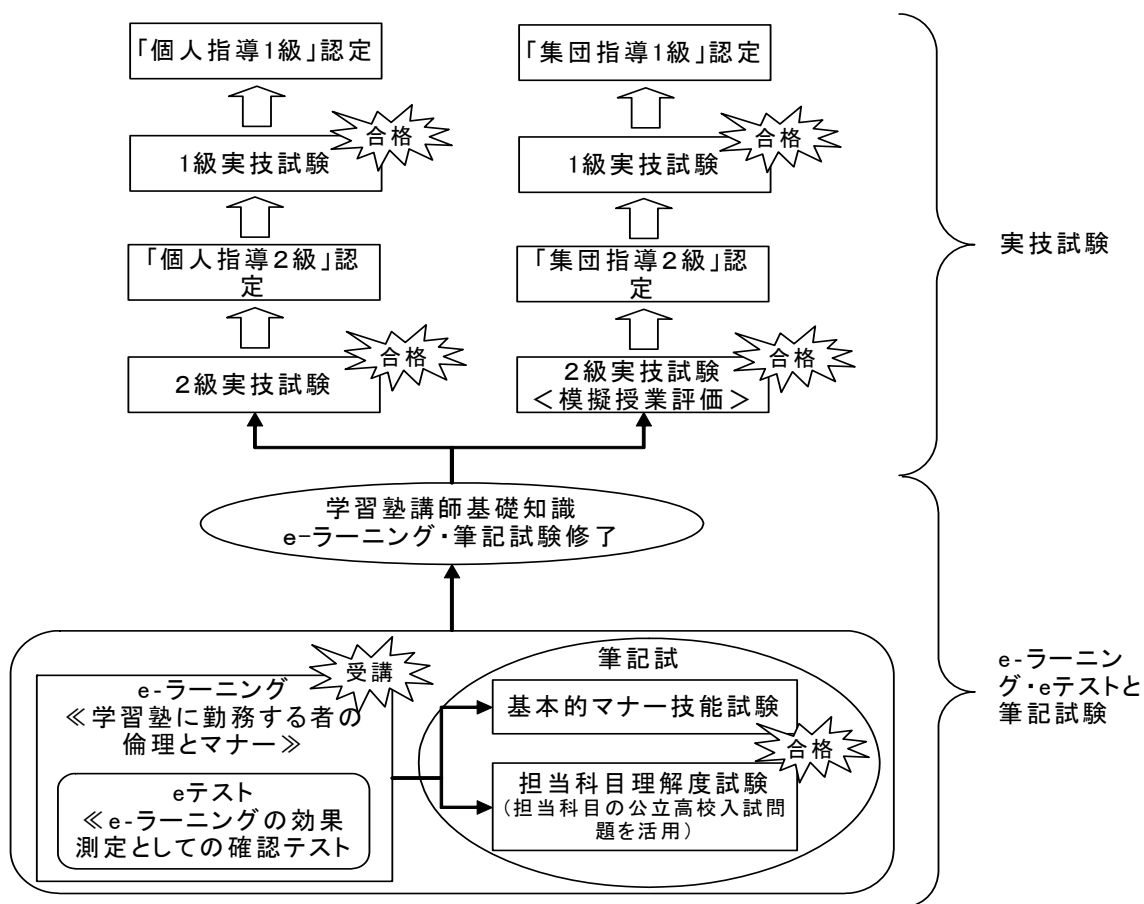 「個人指導1級」認定
「集団指導1級」認定
合格
合格
1級実技試験
1級実技試験
「個人指導2級」認
定
「集団指導2級」認
定
実技試験
合格
合格
2級実技試験
2級実技試験
<模擬授業評価>
学習塾講師基礎知識
e-ラーニング・筆記試験修了
受講
e-ラーニング
≪学習塾に勤務する者の
倫理とマナー≫
eテスト
≪e-ラーニングの効果
測定としての確認テスト
筆記試
基本的マナー技能試験
合格
担当科目理解度試験
(担当科目の公立高校入試問
題を活用)
e-ラーニン
グ・eテストと
筆記試験